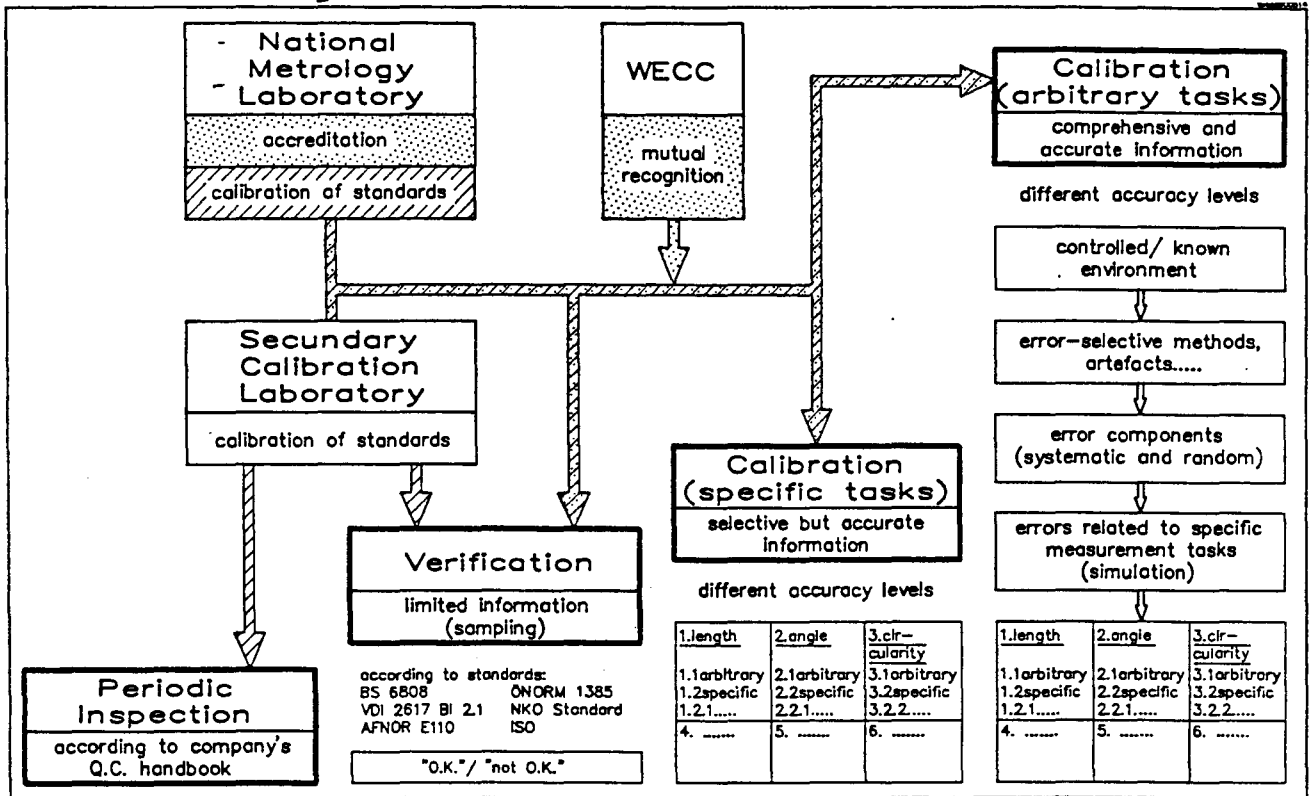 National
Metrology
Laboratory
accreditation
calibration of standards
WECC
mutual
recognition
Calibration
(arbitrary tasks)
comprehensive and
accurate information
different accuracy levels
controlled/ known
environment
error-selective methods,
artefacts.....
error components
(systematic and random)
errors related to specific
measurement tasks
(simulation)
1.length 2.angle 3.cir-
cularity
1.1arbitrary 2.1arbitrary 3.1arbitrary
1.2specific 2.2specific 3.2specific
1.2.1..... 2.2.1..... 3.2.2.....
4. ....... 5. ....... 6. .......
Secundary
Calibration
Laboratory
calibration of standards
Calibration
(specific tasks)
selective but accurate
information
different accuracy levels
1.length 2.angle 3.cir-
cularity
1.1arbitrary 2.1arbitrary 3.1arbitrary
1.2specific 2.2specific 3.2specific
1.2.1..... 2.2.1..... 3.2.2.....
4. ....... 5. ....... 6. .......
Verification
limited information
(sampling)
according to standards:
BS 6808 ÖNORM 1385
VDI 2617 Bl 2.1 NKO Standard
AFNOR E110 ISO
"O.K."/ "not O.K."
Periodic
Inspection
according to company's
Q.C. handbook